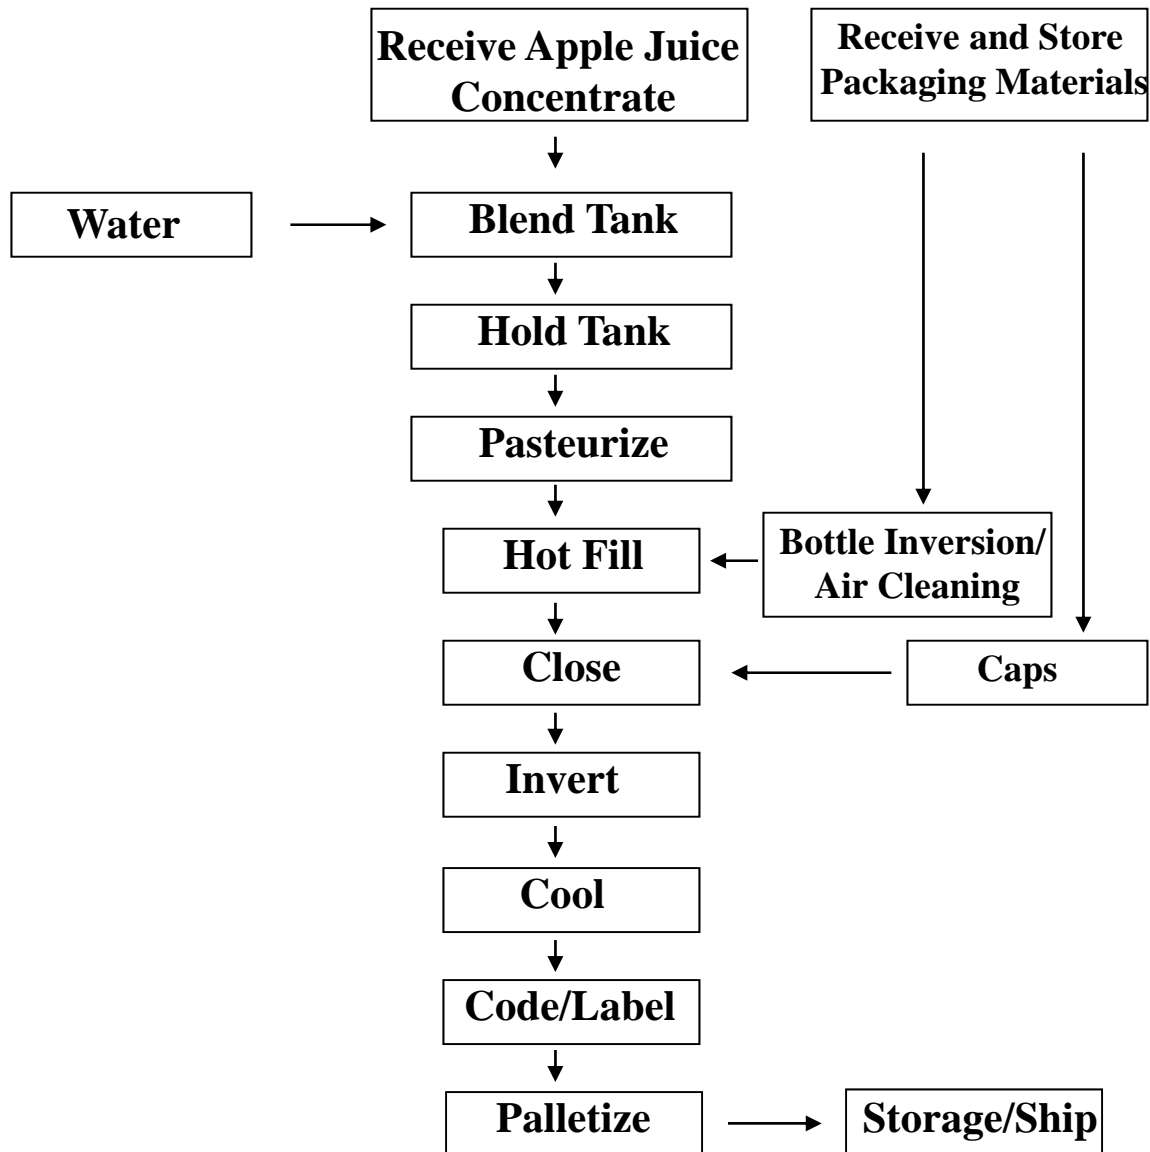 Receive Apple Juice
Concentrate
Receive and Store
Packaging Materials
Water
Blend Tank
Hold Tank
Pasteurize
Hot Fill
Bottle Inversion/
Air Cleaning
Close
Caps
Invert
Cool
Code/Label
Palletize
Storage/Ship